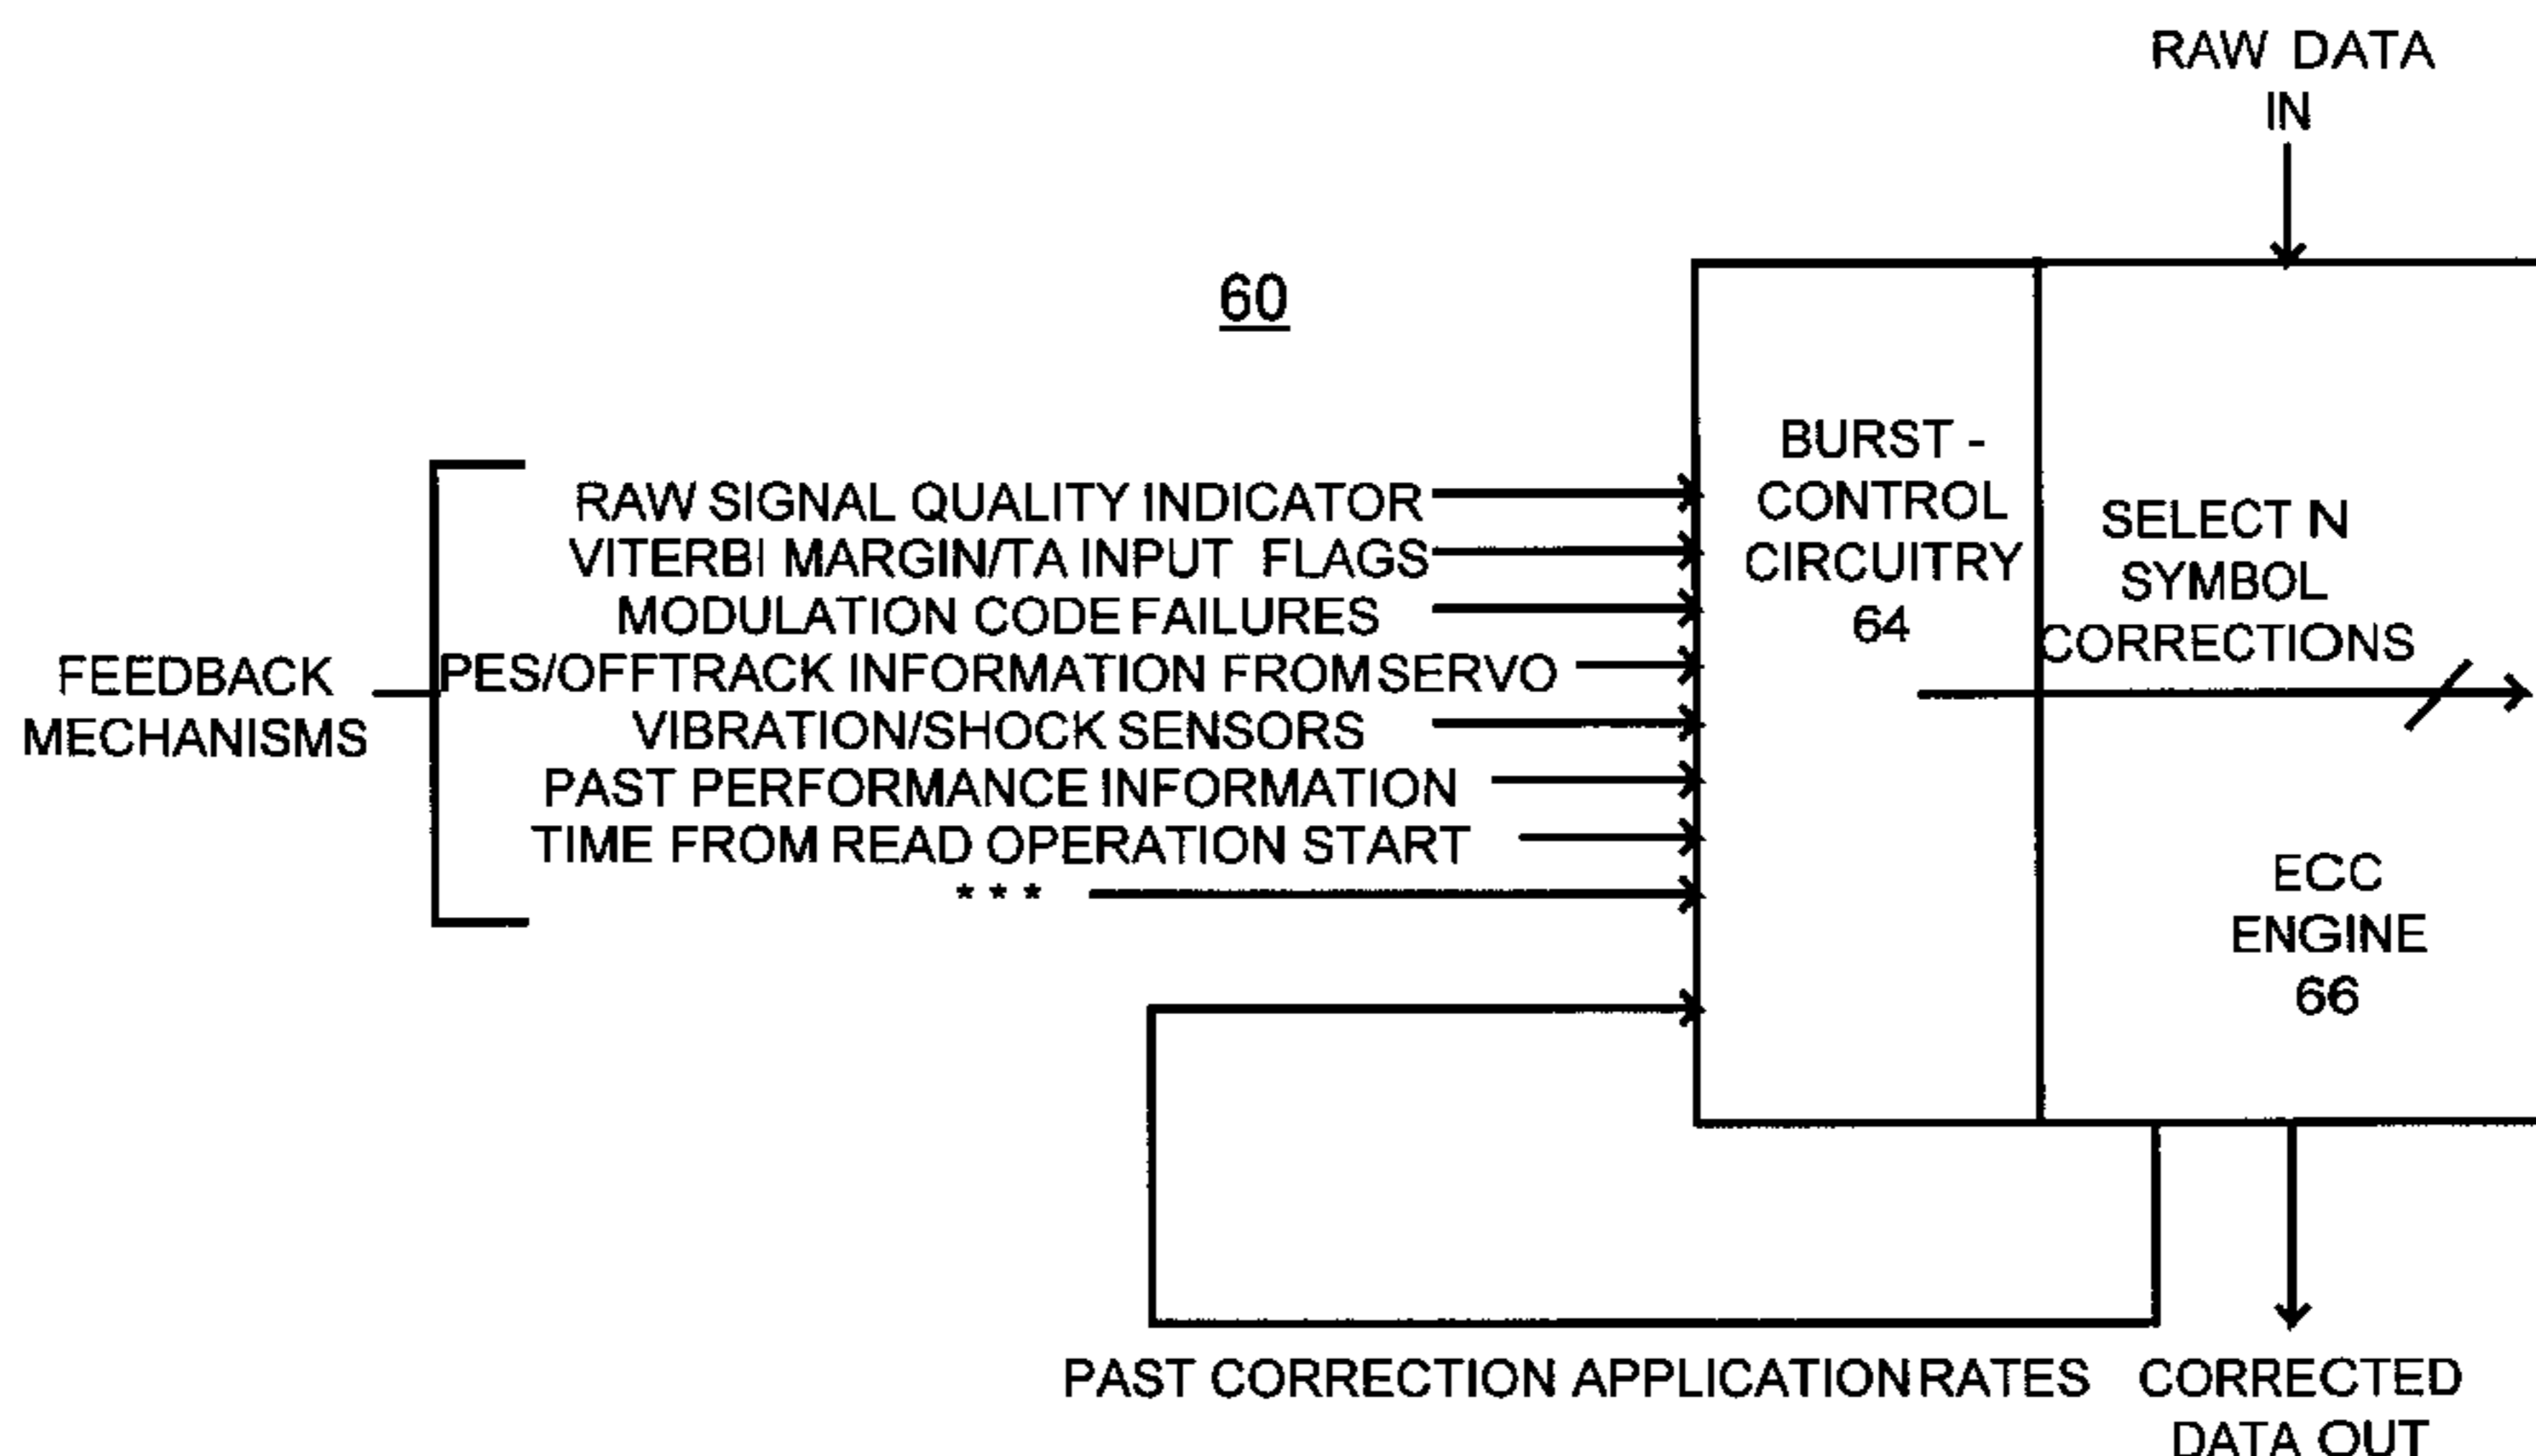 RAW DATA
IN
60
BURST -
CONTROL
CIRCUITRY
64
SELECT N
SYMBOL
CORRECTIONS
ECC
ENGINE
66
FEEDBACK
MECHANISMS
RAW SIGNAL QUALITY INDICATOR
VITERBI MARGIN/TA INPUT FLAGS
MODULATION CODE FAILURES
PES/OFFTRACK INFORMATION FROM SERVO
VIBRATION/SHOCK SENSORS
PAST PERFORMANCE INFORMATION
TIME FROM READ OPERATION START
* * *
PAST CORRECTION APPLICATION RATES
CORRECTED
DATA OUT